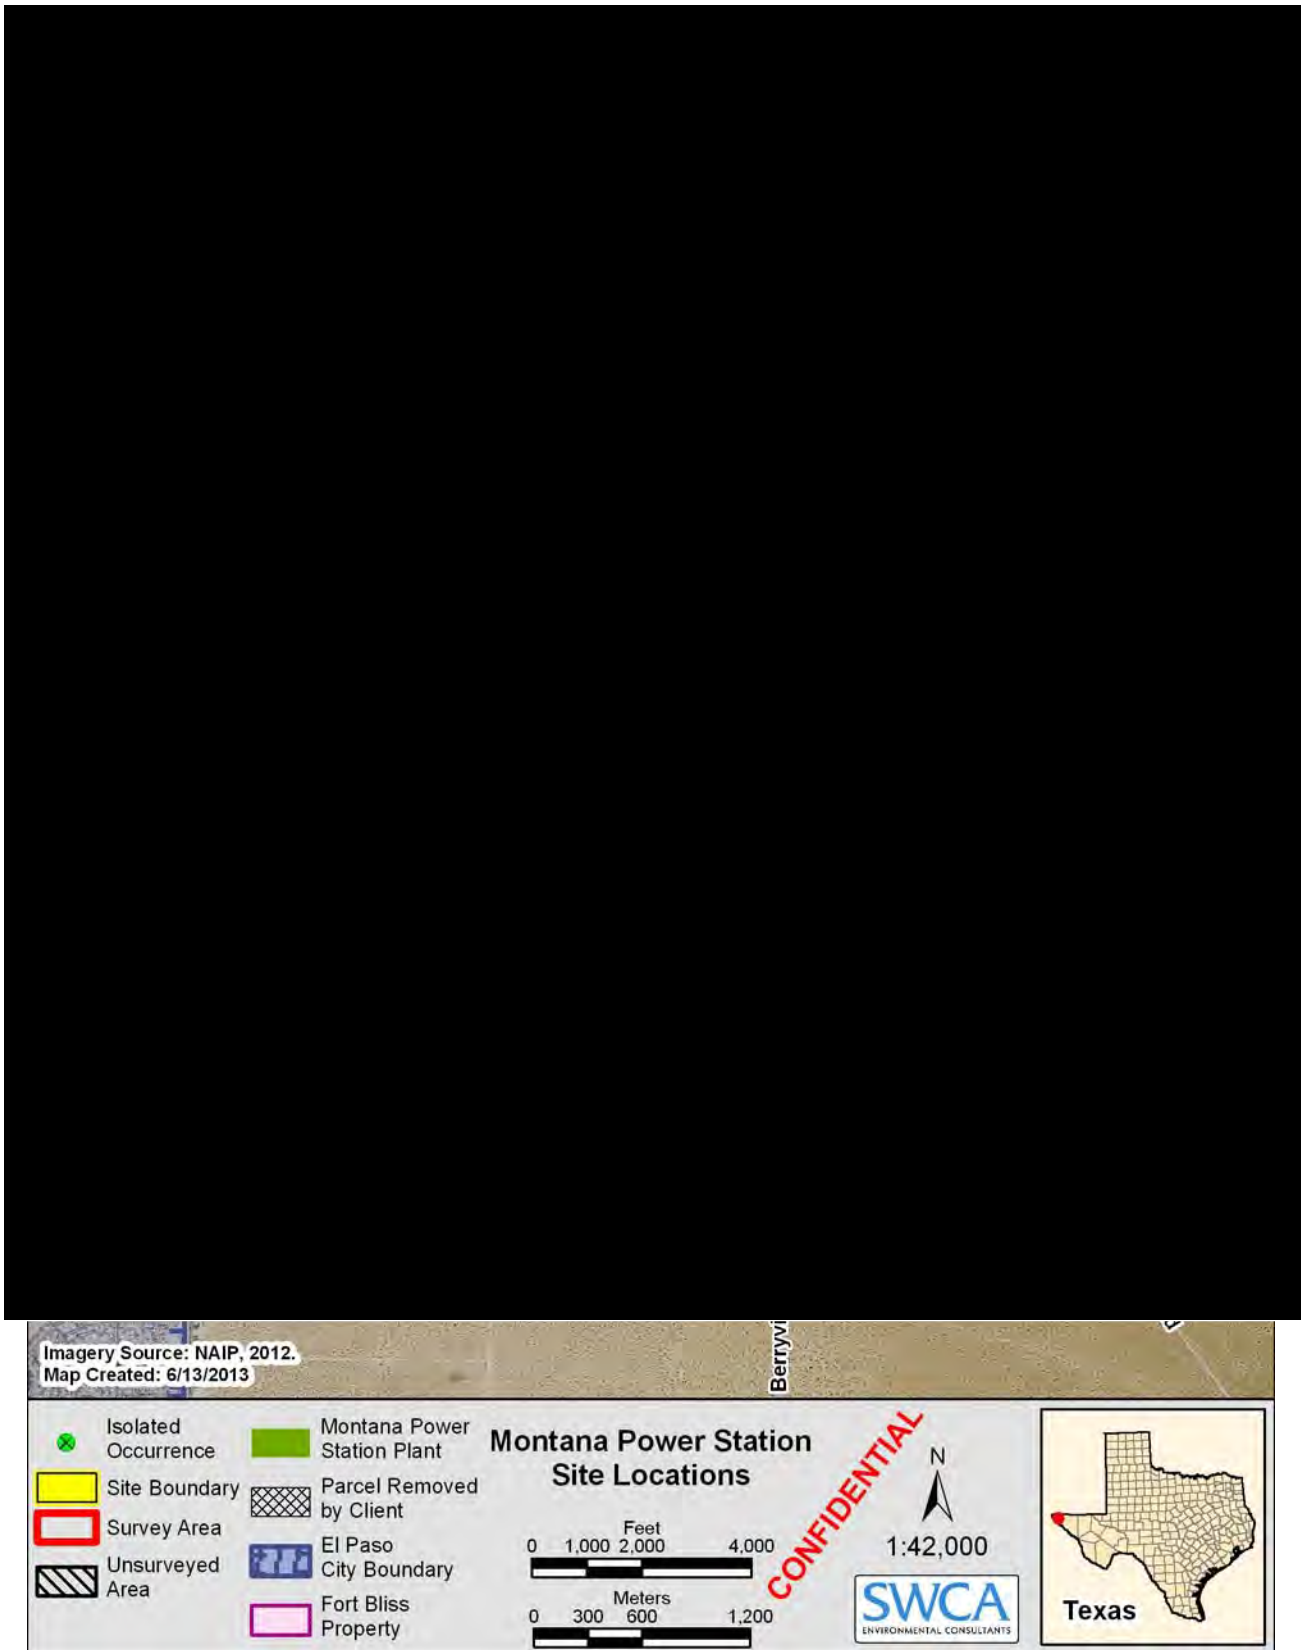 Imagery Source: NAIP, 2012.
Map Created: 6/13/2013
Isolated
Occurrence
Site Boundary
Survey Area
Unsurveyed
Area
Montana Power
Station Plant
Parcel Removed
by Client
El Paso
City Boundary
Fort Bliss
Property
Montana Power Station
Site Locations
Feet
0 1,000 2,000 4,000
Meters
0 300 600 1,200
CONFIDENTIAL
N
1:42,000
SWCA
ENVIRONMENTAL CONSULTANTS
Texas